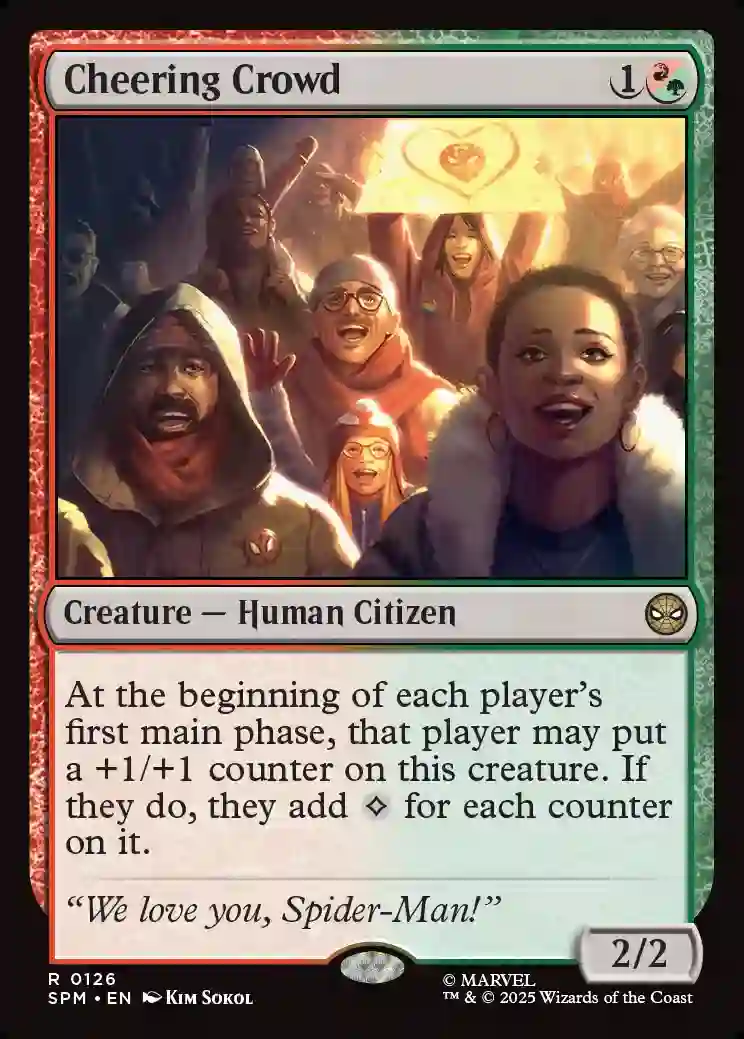 Cheering Crowd 1
Creature — Human Citizen
At the beginning of each player's
first main phase, that player may put
a +1/+1 counter on this creature. If
they do, they add for each counter
on it.
“We love you, Spider-Man!”
2/2
R 0126
SPM • EN Kim Sokol
© MARVEL
™ & © 2025 Wizards of the Coast